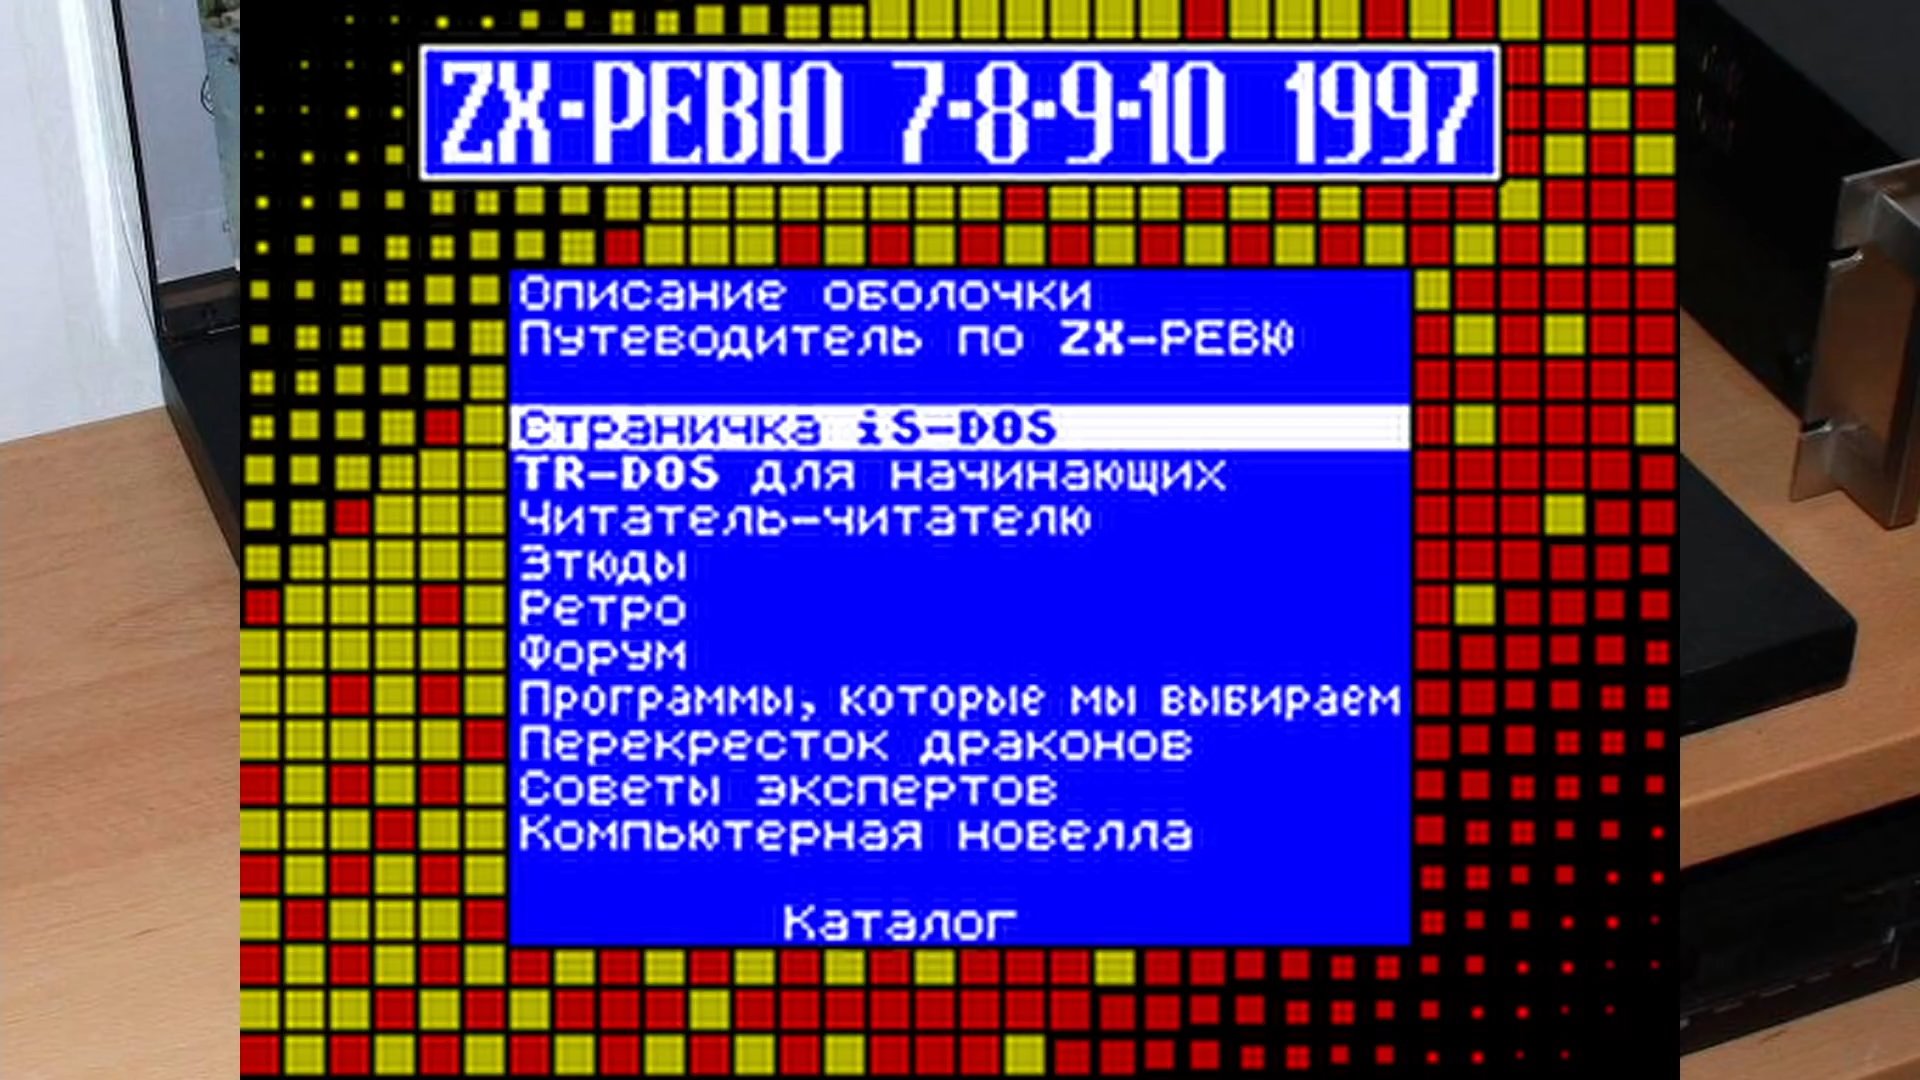 ZX-РЕВЮ 7-8-9-10 1997
Описание оболочки
Путеводитель по ZX-РЕВЮ
Страничка iS-DOS
TR-DOS для начинающих
Читатель-читателю
Этюды
Ретро
Форум
Программы, которые мы выбираем
Перекресток драконов
Советы экспертов
Компьютерная новелла
Каталог